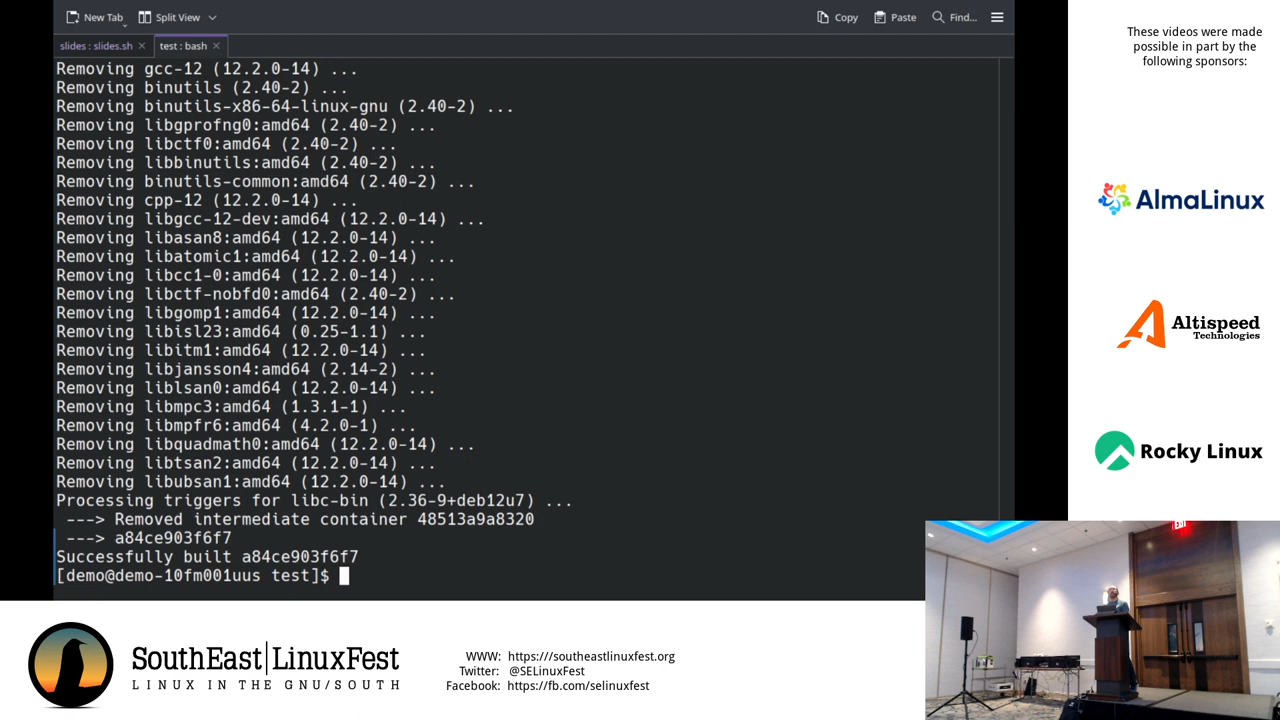 New Tab
Split View
Copy
Paste
Find...
slides : slides.sh
test : bash
Removing gcc-12 (12.2.0-14) ...
Removing binutils (2.40-2) ...
Removing binutils-x86-64-linux-gnu (2.40-2) ...
Removing libgprofng0:amd64 (2.40-2) ...
Removing libctf0:amd64 (2.40-2) ...
Removing libbinutils:amd64 (2.40-2) ...
Removing binutils-common:amd64 (2.40-2) ...
Removing cpp-12 (12.2.0-14) ...
Removing libgcc-12-dev:amd64 (12.2.0-14) ...
Removing libasan8:amd64 (12.2.0-14) ...
Removing libatomic1:amd64 (12.2.0-14) ...
Removing libcc1-0:amd64 (12.2.0-14) ...
Removing libctf-nobfd0:amd64 (2.40-2) ...
Removing libgomp1:amd64 (12.2.0-14) ...
Removing libisl23:amd64 (0.25-1.1) ...
Removing libitm1:amd64 (12.2.0-14) ...
Removing libjansson4:amd64 (2.14-2) ...
Removing liblsan0:amd64 (12.2.0-14) ...
Removing libmpc3:amd64 (1.3.1-1) ...
Removing libmpfr6:amd64 (4.2.0-1) ...
Removing libquadmath0:amd64 (12.2.0-14) ...
Removing libtsan2:amd64 (12.2.0-14) ...
Removing libubsan1:amd64 (12.2.0-14) ...
Processing triggers for libc-bin (2.36-9+deb12u7) ...
---> Removed intermediate container 48513a9a8320
---> a84ce903f6f7
Successfully built a84ce903f6f7
[demo@demo-10fm001uus test]$
These videos were made
possible in part by the
following sponsors:
AlmaLinux
Altispeed
Technologies
Rocky Linux
EXIT
SouthEast|LinuxFest
LINUX IN THE GNU/SOUTH
WWW: https:///southeastlinuxfest.org
Twitter: @SELinuxFest
Facebook: https://fb.com/selinuxfest